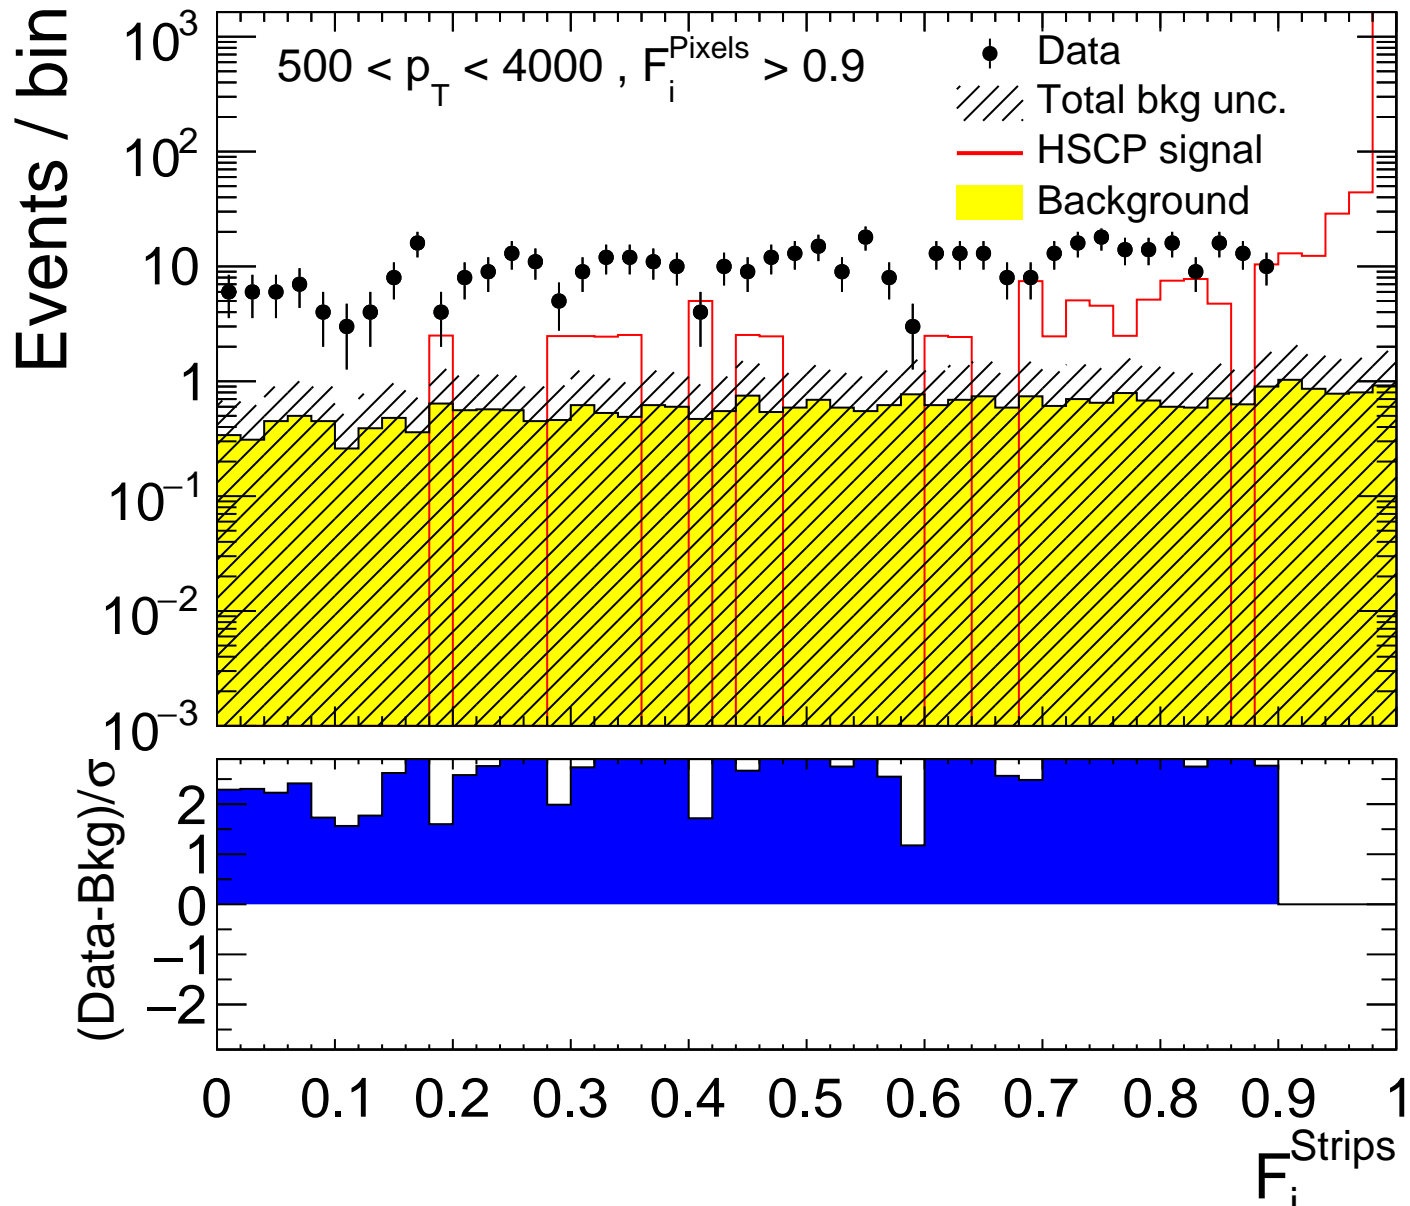 Events / bin
10³
10²
10
1
10⁻¹
10⁻²
10⁻³
500 < p_T < 4000 , F_i^Pixels > 0.9
Data
Total bkg unc.
HSCP signal
Background
(Data-Bkg)/σ
2
1
0
−1
−2
0 0.1 0.2 0.3 0.4 0.5 0.6 0.7 0.8 0.9 1
F_i^Strips